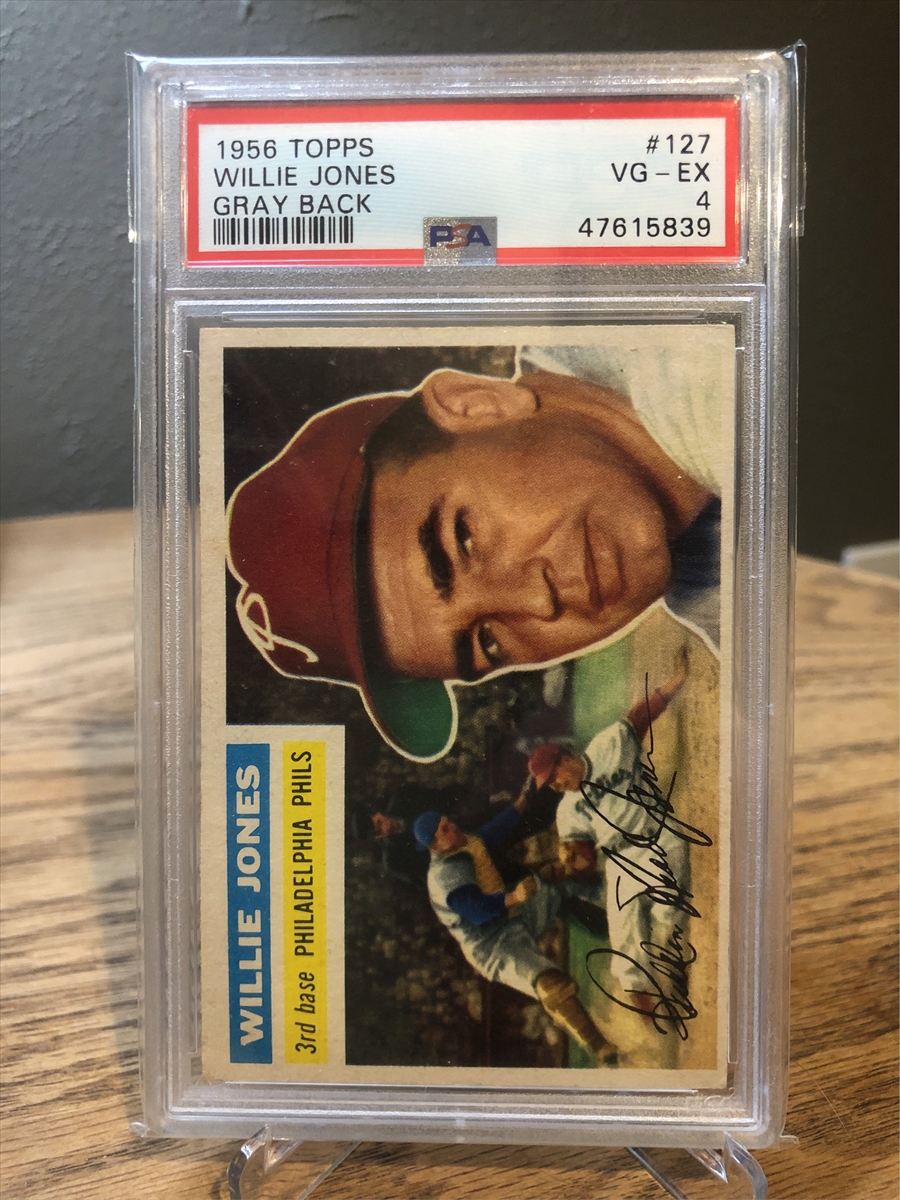 1956 TOPPS #127
WILLIE JONES VG - EX
GRAY BACK 4
47615839
PSA
P
WILLIE JONES
3rd base PHILADELPHIA PHILS